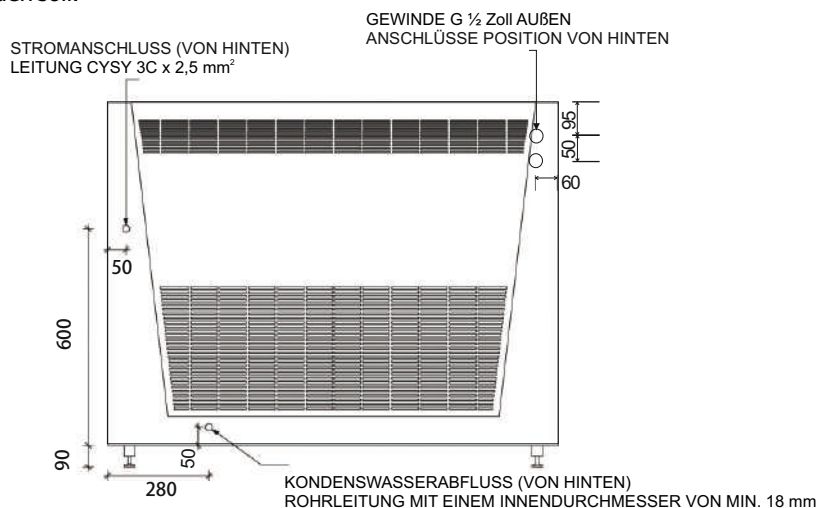 GEWINDE G ½ Zoll AUßEN
ANSCHLÜSSE POSITION VON HINTEN
STROMANSCHLUSS (VON HINTEN)
LEITUNG CYSY 3C x 2,5 mm²
95
50
60
50
600
90
50
280
KONDENSWASSERABFLUSS (VON HINTEN)
ROHRLEITUNG MIT EINEM INNENDURCHMESSER VON MIN. 18 mm